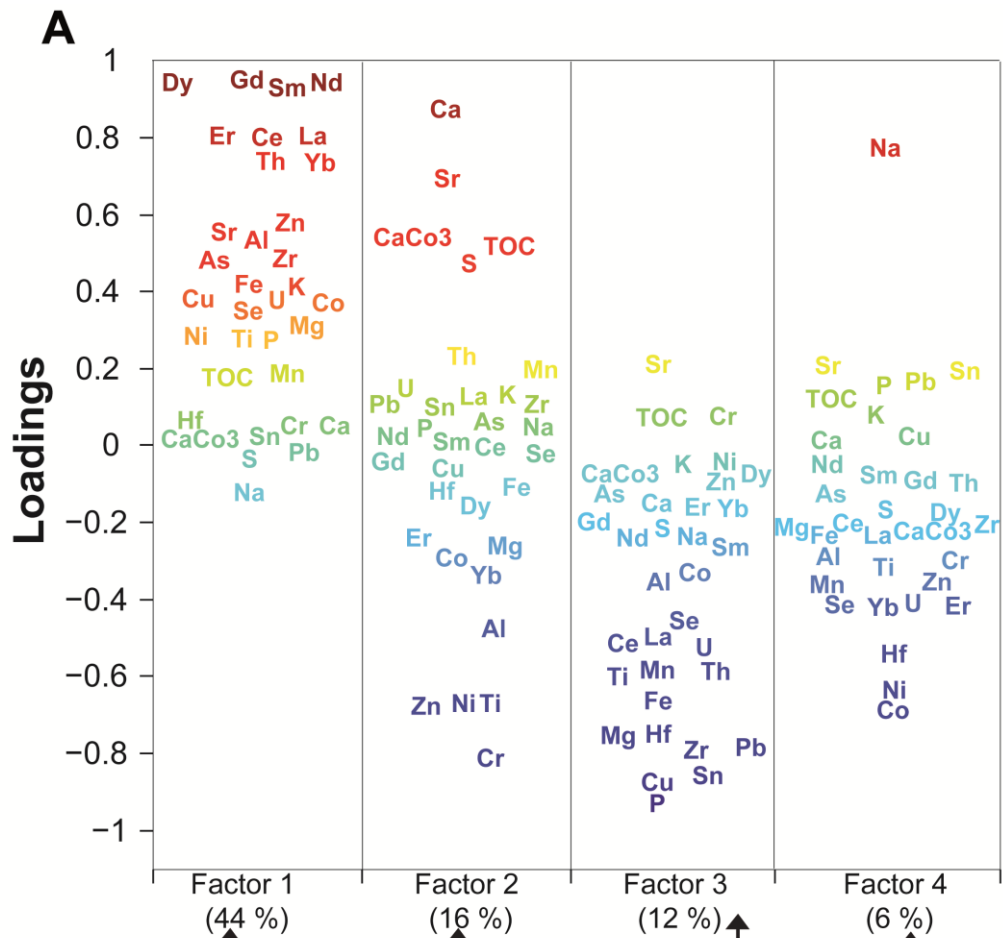 A
Loadings
1
0.8
0.6
0.4
0.2
0
−0.2
−0.4
−0.6
−0.8
−1
Dy Gd Sm Nd
Er Ce La
Th Yb
Sr Al Zn
As Zr
Fe K
Cu Se U Co
Ni Ti P Mg
TOC Mn
Hf
CaCo3 Sn Cr Ca
S Pb
Na
Factor 1
(44 %)
Ca
Sr
CaCo3 TOC
S
Th
Mn
Pb U Sn La K Zr
P As Na
Nd Sm Ce Se
Gd Cu
Hf Dy Fe
Er Mg
Co
Yb
Al
Zn Ni Ti
Cr
Factor 2
(16 %)
Sr
TOC Cr
K Ni
CaCo3 Zn Dy
As Ca Er Yb
Gd S
Nd Na Sm
Al Co
Se
Ce La U
Ti Mn Th
Fe
Mg Hf
Zr Pb
Cu Sn
P
Factor 3
(12 %)
Na
Sr Sn
P Pb
TOC K
Ca Cu
Nd
Sm Gd Th
As
S Dy
Mg Fe Ce La CaCo3 Zr
Al Ti Cr
Mn Zn
Se Yb U Er
Hf
Ni
Co
Factor 4
(6 %)